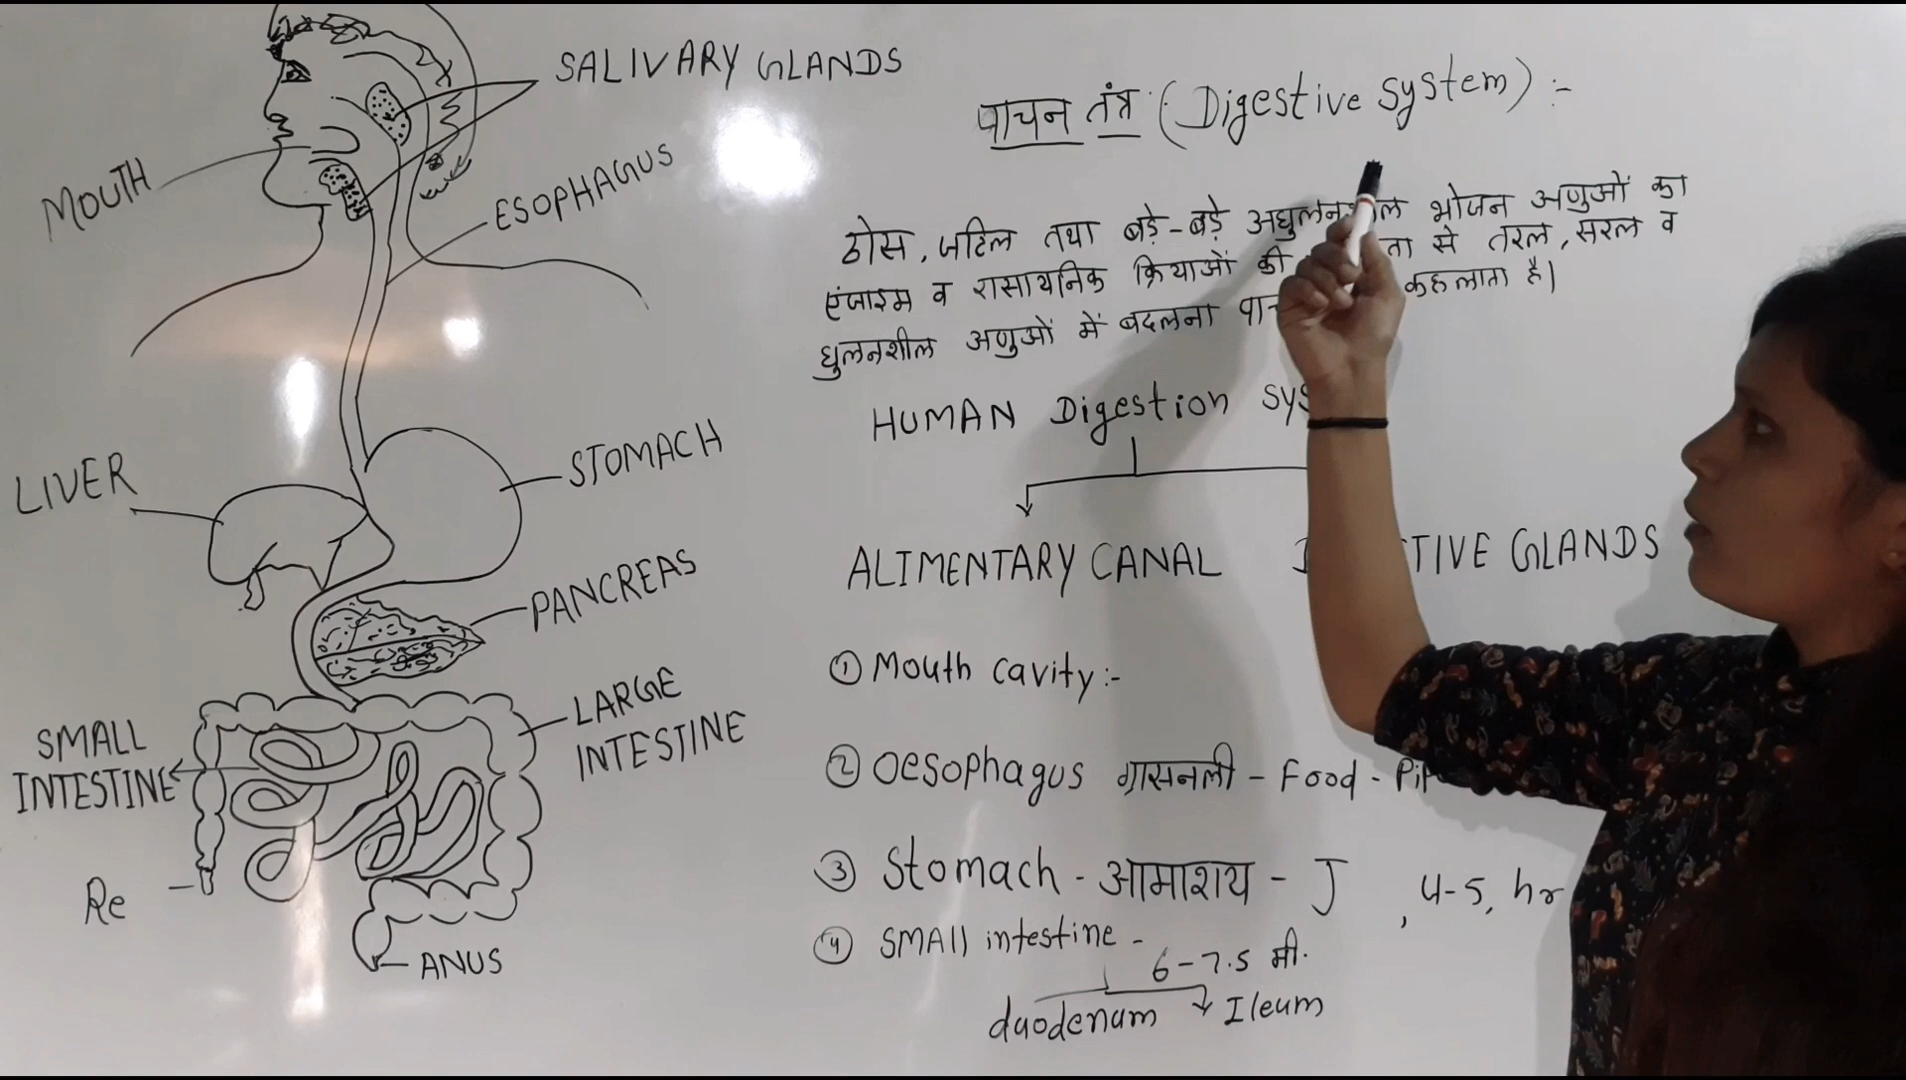 SALIVARY GLANDS
MOUTH
ESOPHAGUS
LIVER
STOMACH
PANCREAS
LARGE
INTESTINE
SMALL
INTESTINE
Re
ANUS
पाचन तंत्र (Digestive System) :-
ठोस, जटिल तथा बड़े-बड़े अघुलनशील भोजन अणुओं का
एंजाइम व रासायनिक क्रियाओं की ता से तरल, सरल व
घुलनशील अणुओं में बदलना कहलाता है।
HUMAN Digestion Sys
ALIMENTARY CANAL TIVE GLANDS
① Mouth cavity :-
② Oesophagus ग्रासनली - Food - Pip
③ Stomach - आमाशय - J , 4-5, hr
④ SMAll intestine -
6-7.5 मी.
duodenum Ileum